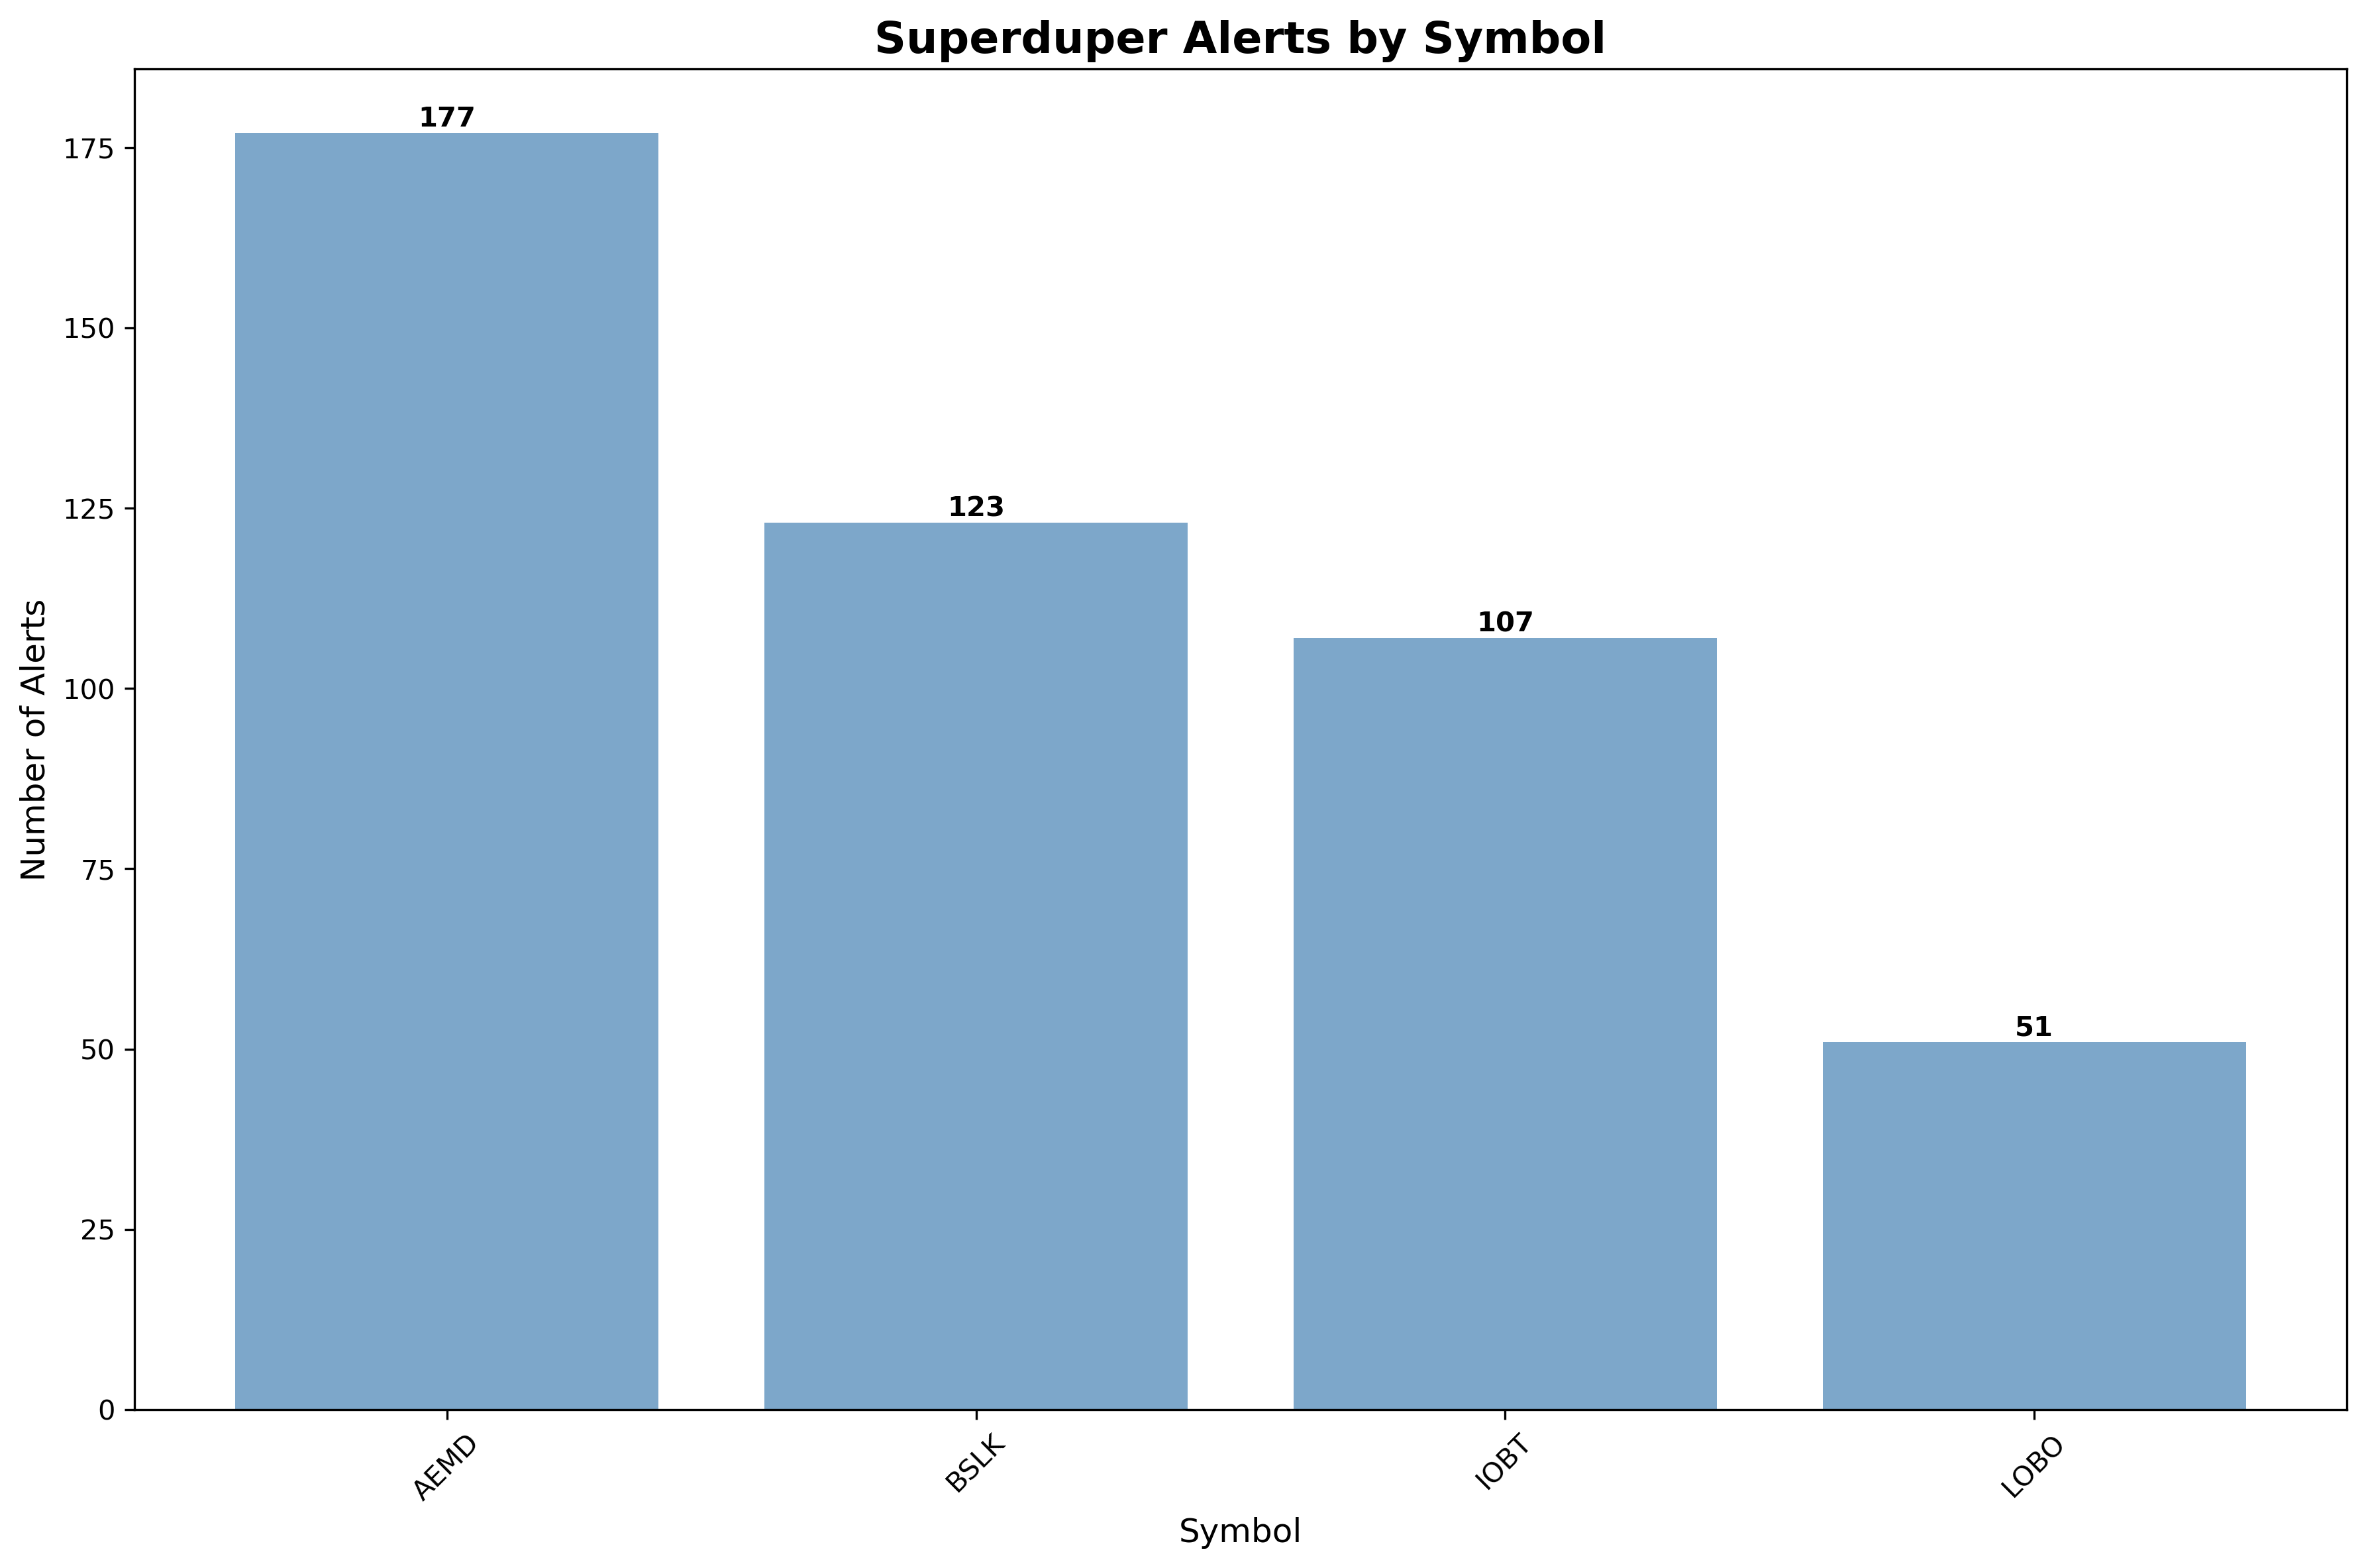 Superduper Alerts by Symbol
177
175
150
125
123
107
100
75
51
50
25
0
Number of Alerts
AEMD
BSLK
IOBT
LOBO
Symbol